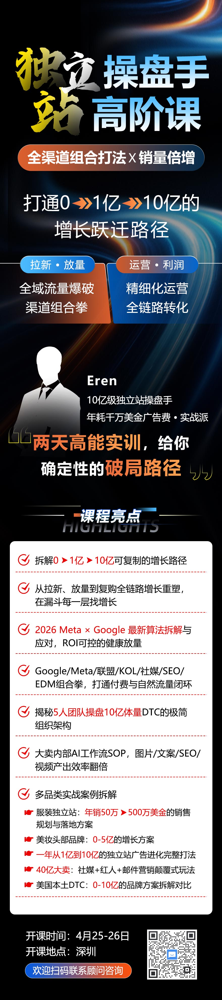 独立站
操盘手
高阶课
全渠道组合打法 X 销量倍增
打通0➤1亿➤10亿的
增长跃迁路径
拉新 • 放量
全域流量爆破
渠道组合拳
运营 • 利润
精细化运营
全链路转化
Eren
10亿级独立站操盘手
年耗千万美金广告费 • 实战派
“两天高能实训，给你
确定性的破局路径”
课程亮点
HIGHLIGHTS
拆解0➤1亿➤10亿可复制的增长路径
从拉新、放量到复购全链路增长重塑，
在漏斗每一层找增长
2026 Meta × Google 最新算法拆解与
应对，ROI可控的健康放量
Google/Meta/联盟/KOL/社媒/SEO/
EDM组合拳，打通付费与自然流量闭环
揭秘5人团队操盘10亿体量DTC的极简
组织架构
大卖内部AI工作流SOP，图片/文案/SEO/
视频产出效率翻倍
多品类实战案例拆解
服装独立站：年销50万➤500万美金的销售
规划与落地方案
美妆头部品牌：0-5亿的增长方案
一年从1亿到10亿的独立站广告进化完整打法
40亿大卖：社媒+红人+邮件营销颠覆式玩法
美国本土DTC：0-10亿的品牌方案拆解对比
开课时间：4月25-26日
开课地点：深圳
欢迎扫码联系顾问咨询